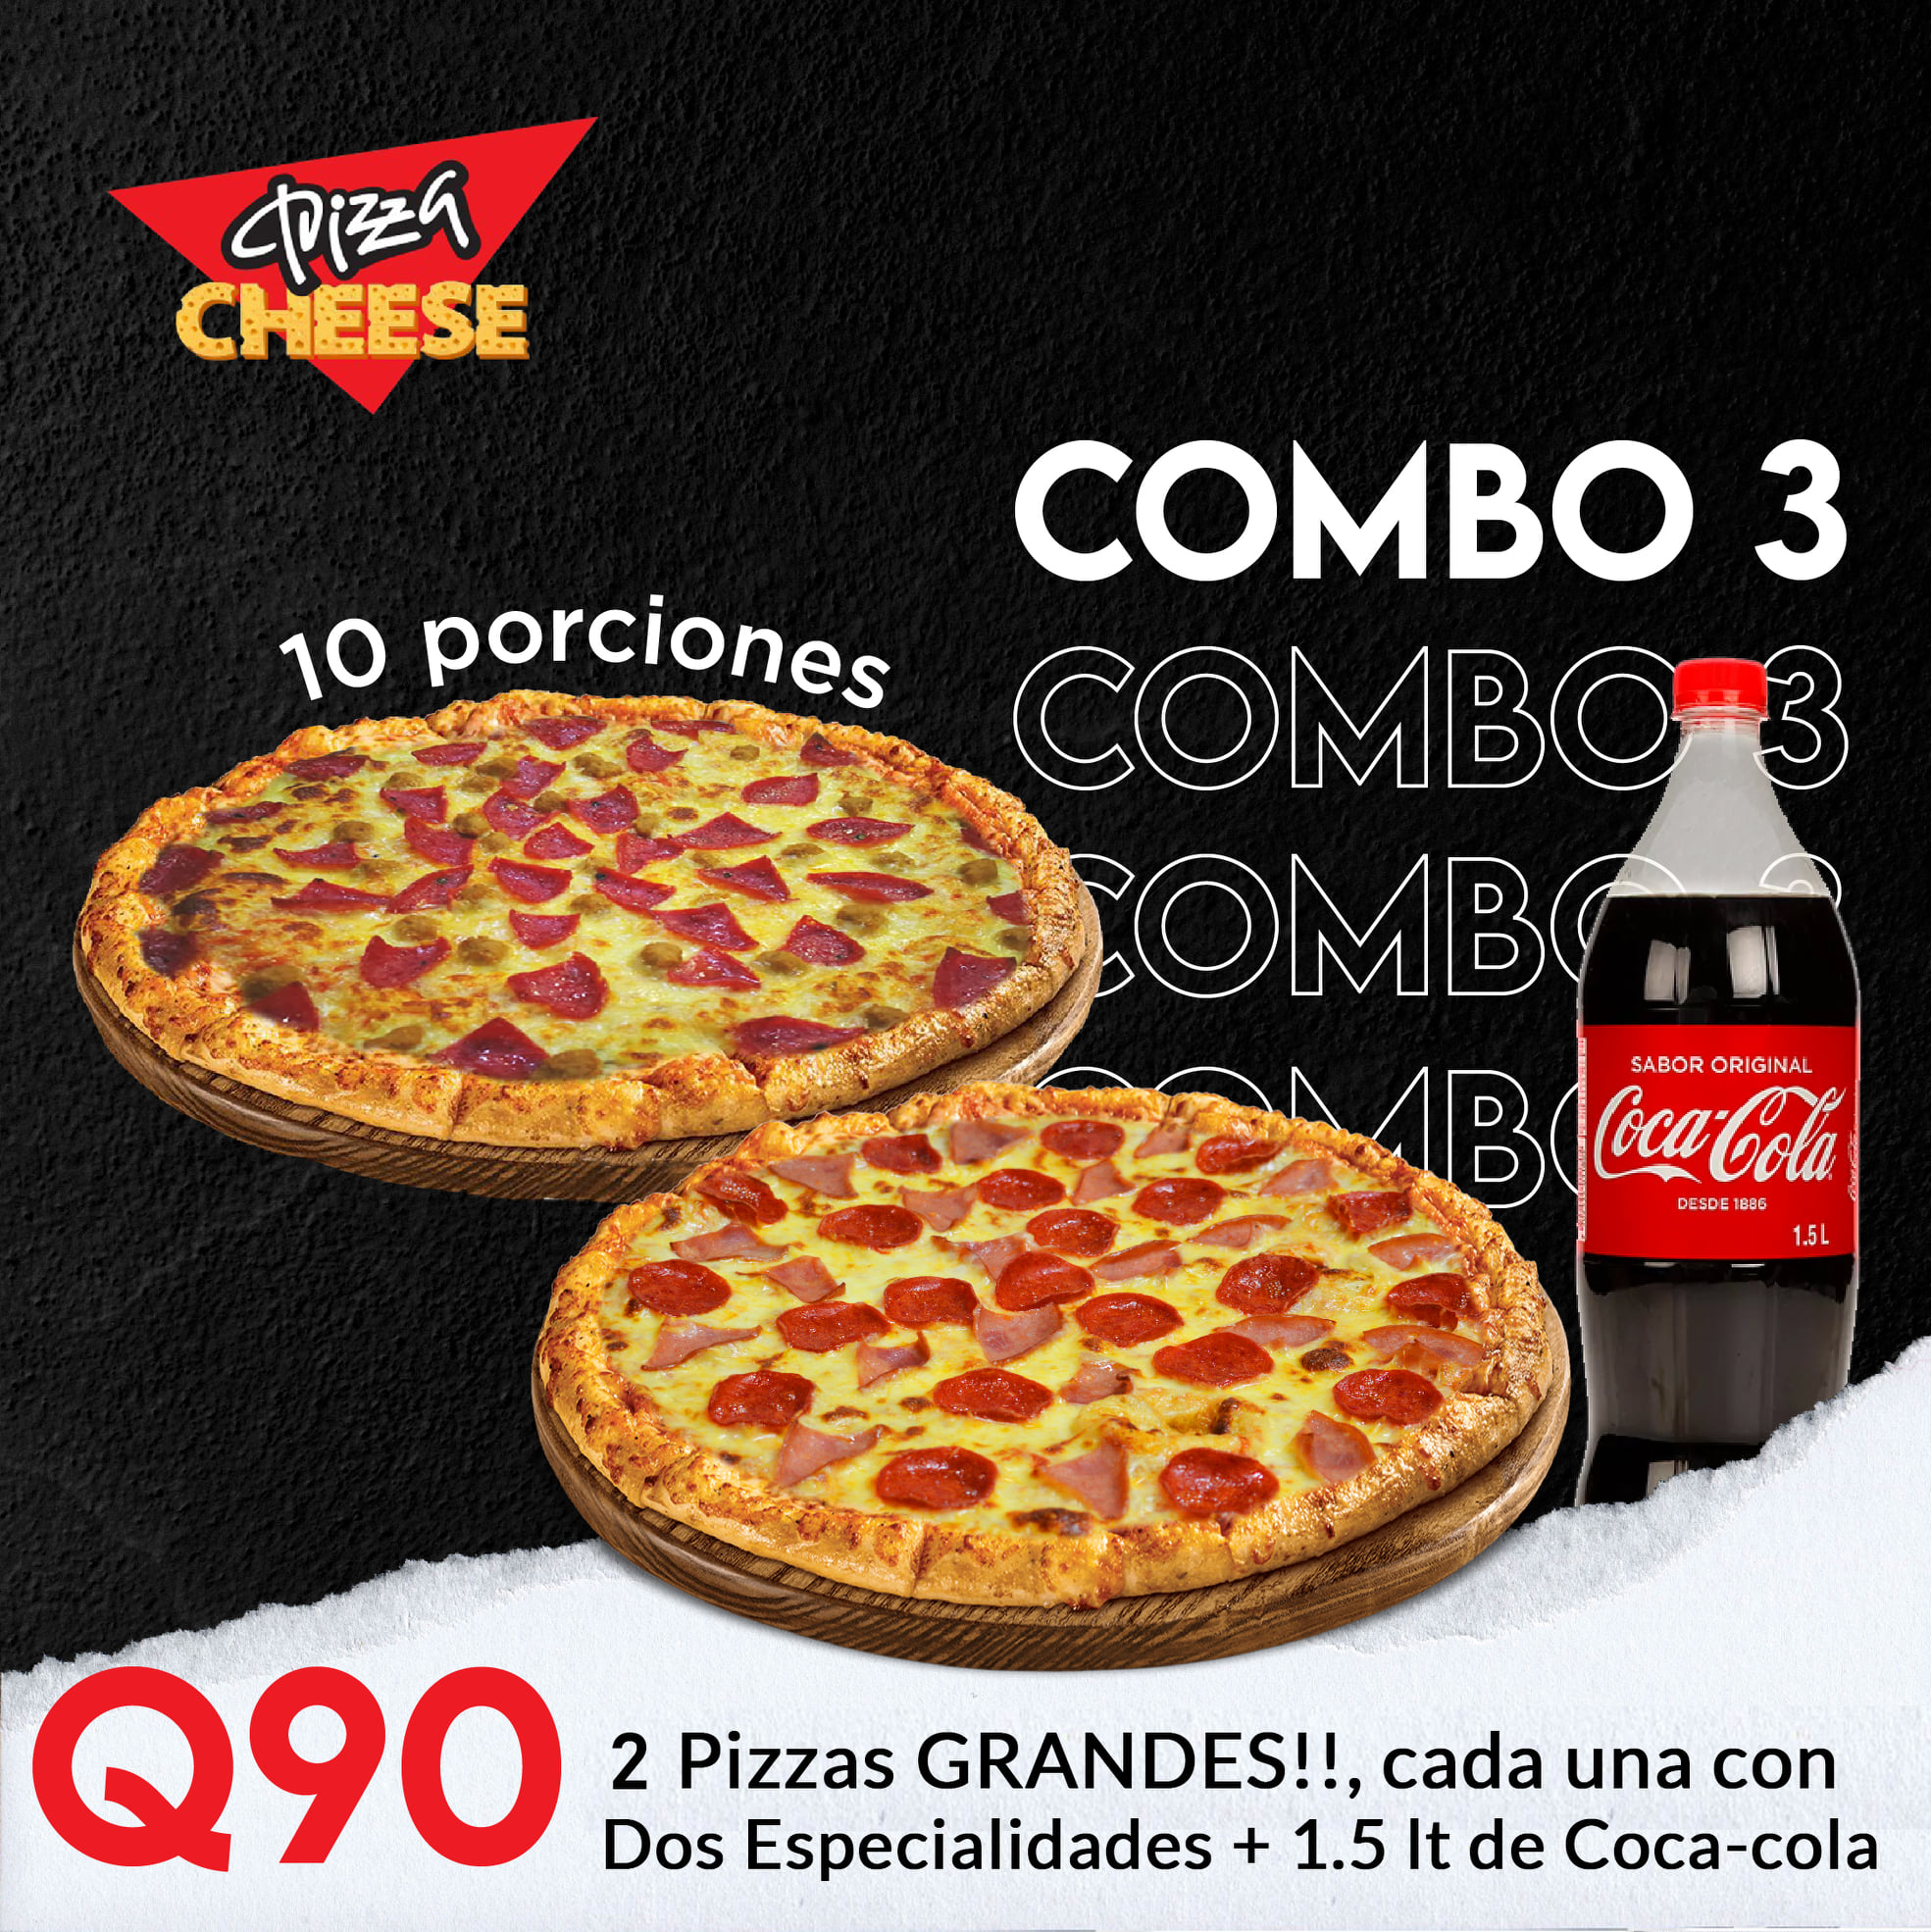 Pizza
CHEESE
COMBO 3
10 porciones
COMBO 3
COMBO
COMBO
SABOR ORIGINAL
Coca-Cola
DESDE 1886
1.5 L
Q90
2 Pizzas GRANDES!!, cada una con
Dos Especialidades + 1.5 lt de Coca-cola